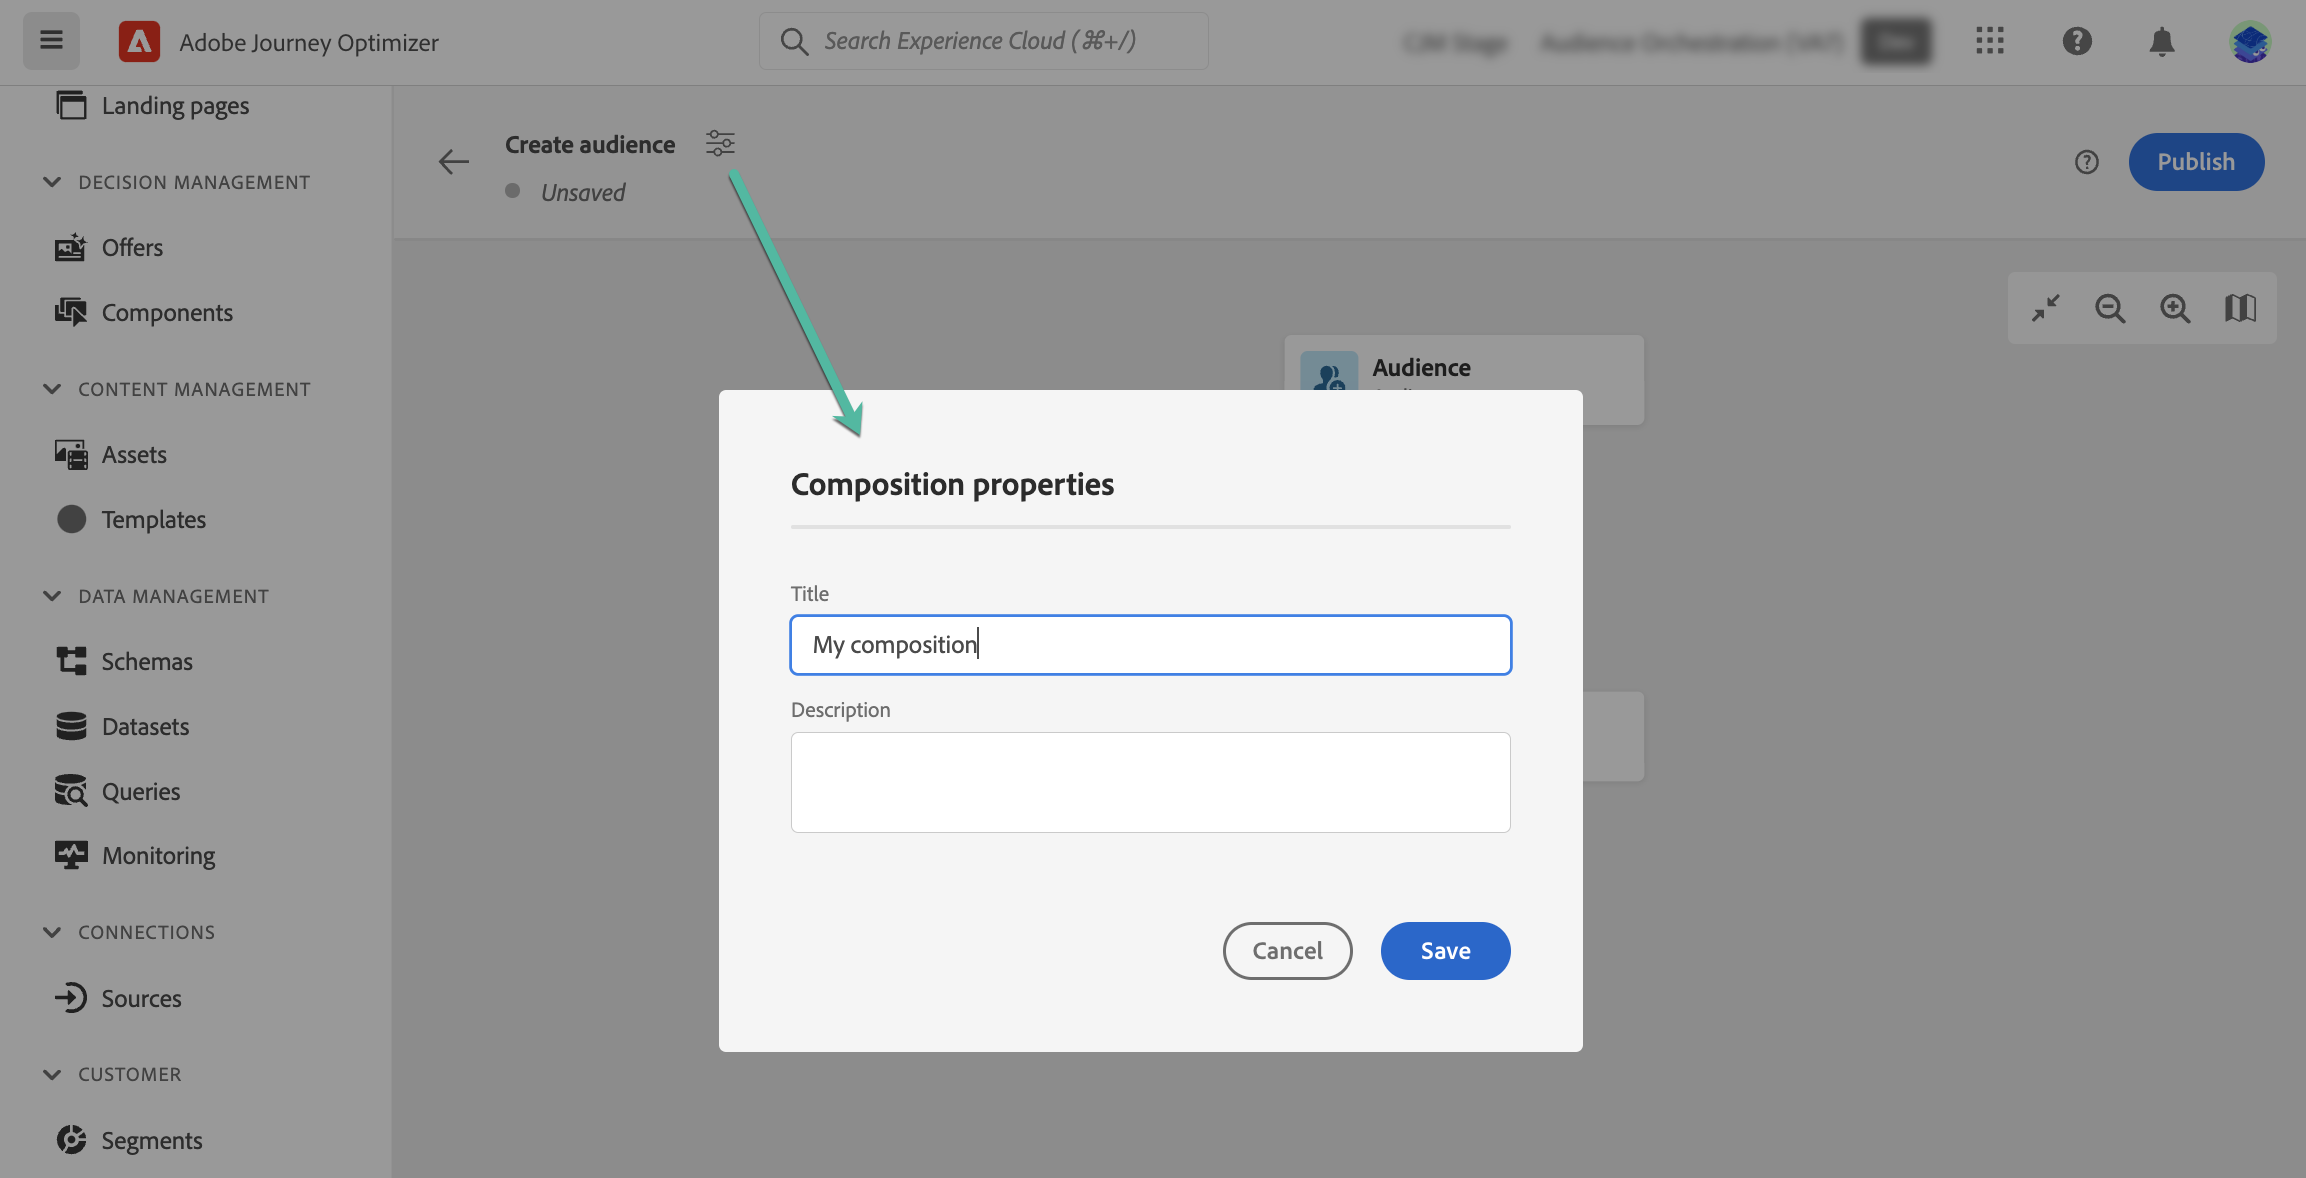 Adobe Journey Optimizer
Search Experience Cloud (⌘+/)
Landing pages
DECISION MANAGEMENT
Offers
Components
CONTENT MANAGEMENT
Assets
Templates
DATA MANAGEMENT
Schemas
Datasets
Queries
Monitoring
CONNECTIONS
Sources
CUSTOMER
Segments
Create audience
Unsaved
Publish
Audience
Composition properties
Title
My composition
Description
Cancel
Save